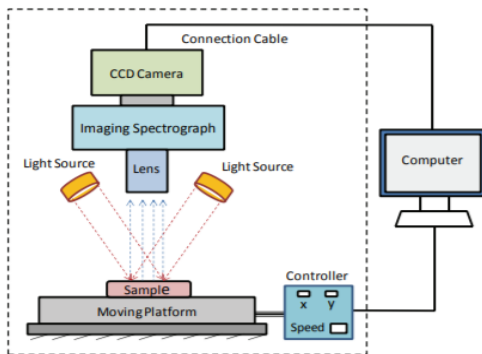 Connection Cable
CCD Camera
Imaging Spectrograph
Light Source
Lens
Light Source
Computer
Sample
Moving Platform
Controller
x y
Speed